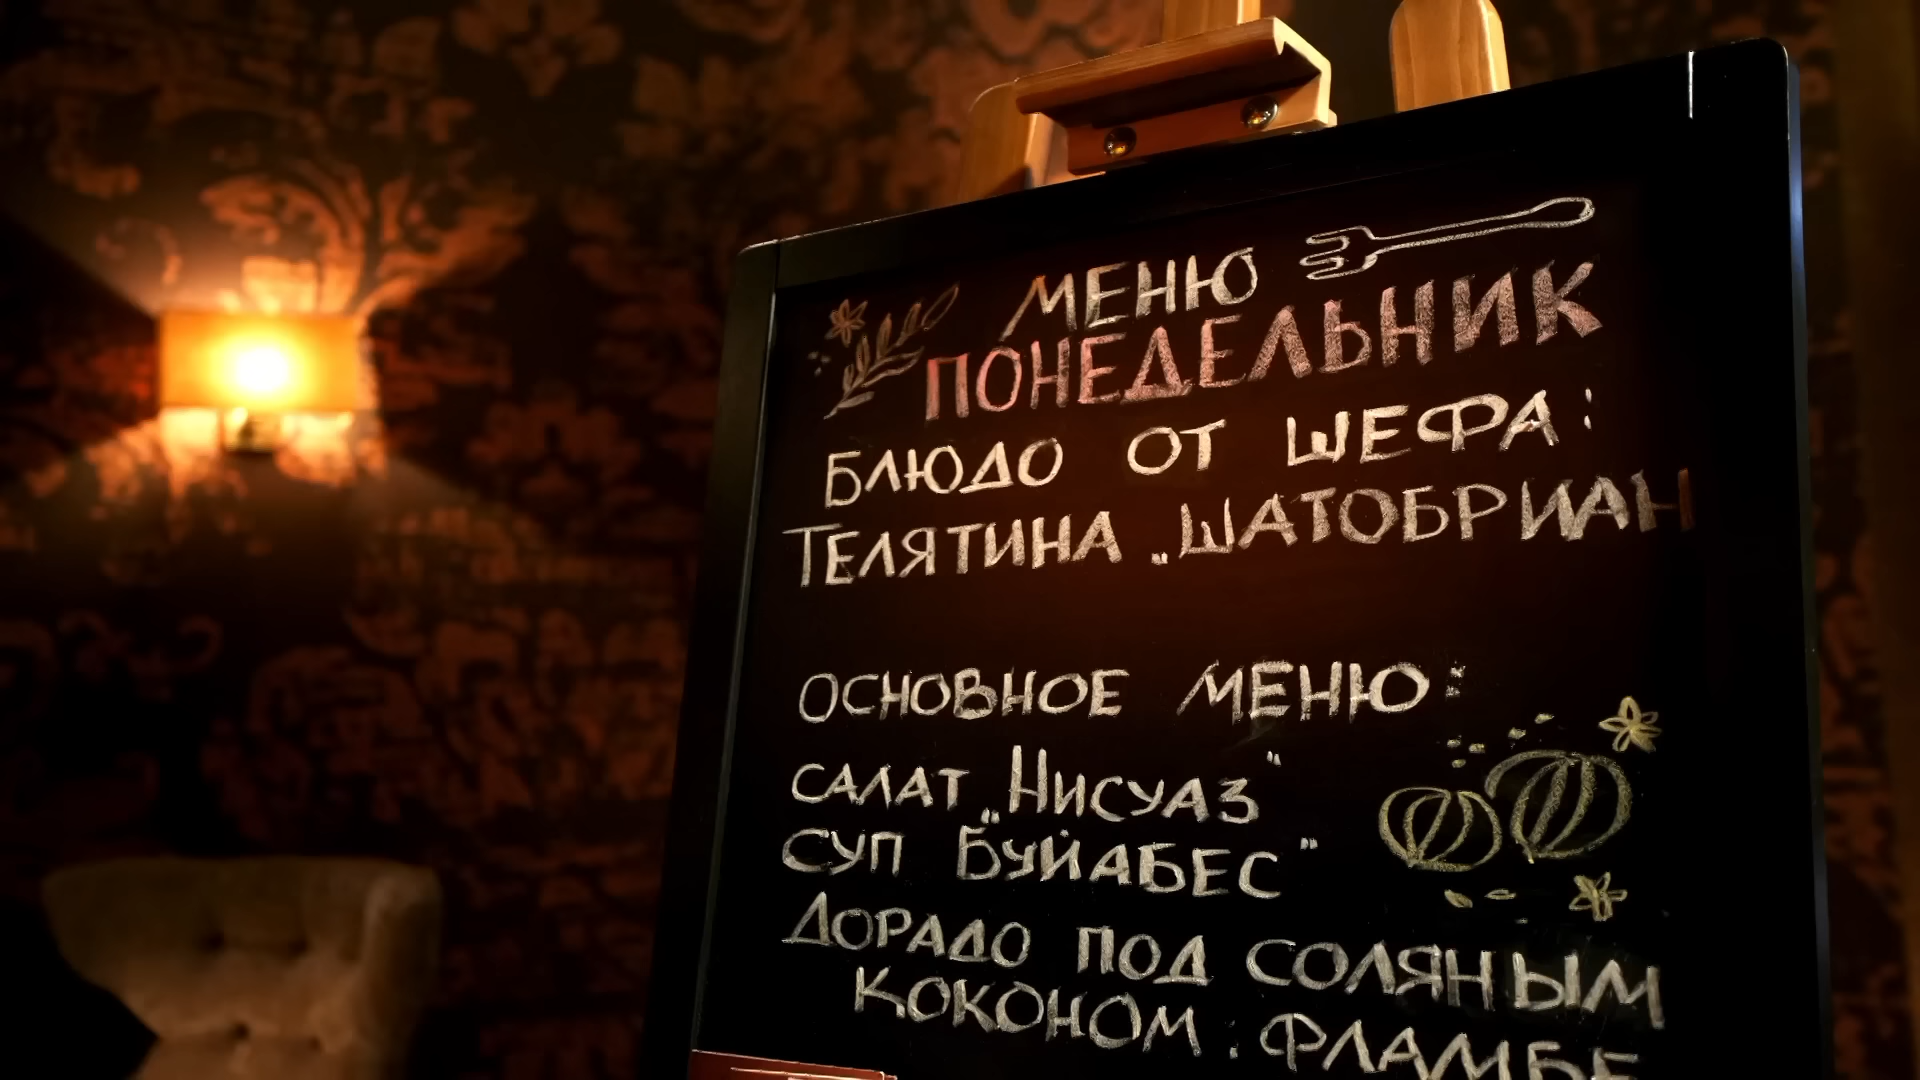 МЕНЮ
ПОНЕДЕЛЬНИК
БЛЮДО ОТ ШЕФА:
ТЕЛЯТИНА „ШАТОБРИАН
ОСНОВНОЕ МЕНЮ:
САЛАТ „НИСУАЗ"
СУП „БУЙАБЕС"
ДОРАДО ПОД СОЛЯНЫМ
КОКОНОМ. ФЛАМБЕ